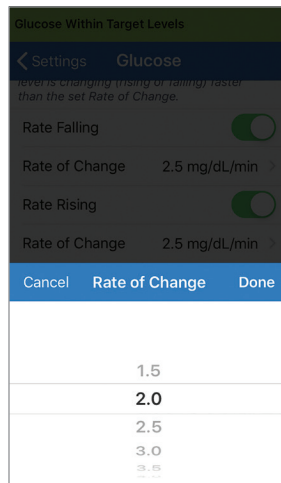 Glucose Within Target Levels
Settings Glucose
level is changing (rising or falling) faster
than the set Rate of Change.
Rate Falling
Rate of Change 2.5 mg/dL/min
Rate Rising
Rate of Change 2.5 mg/dL/min
Cancel Rate of Change Done
1.5
2.0
2.5
3.0
3.5